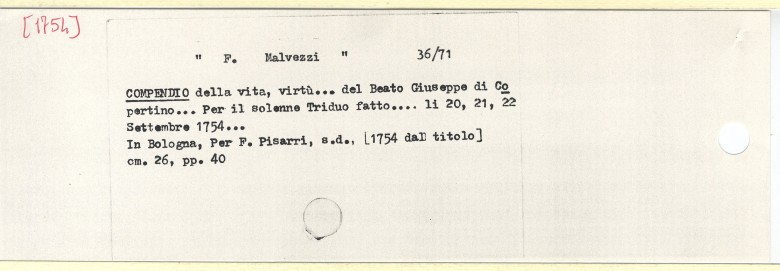 [1754]
" F. Malvezzi " 36/71
COMPENDIO della vita, virtù... del Beato Giuseppe di Co
pertino... Per il solenne Triduo fatto.... li 20, 21, 22
Settembre 1754...
In Bologna, Per F. Pisarri, s.d., [1754 dal titolo]
cm. 26, pp. 40